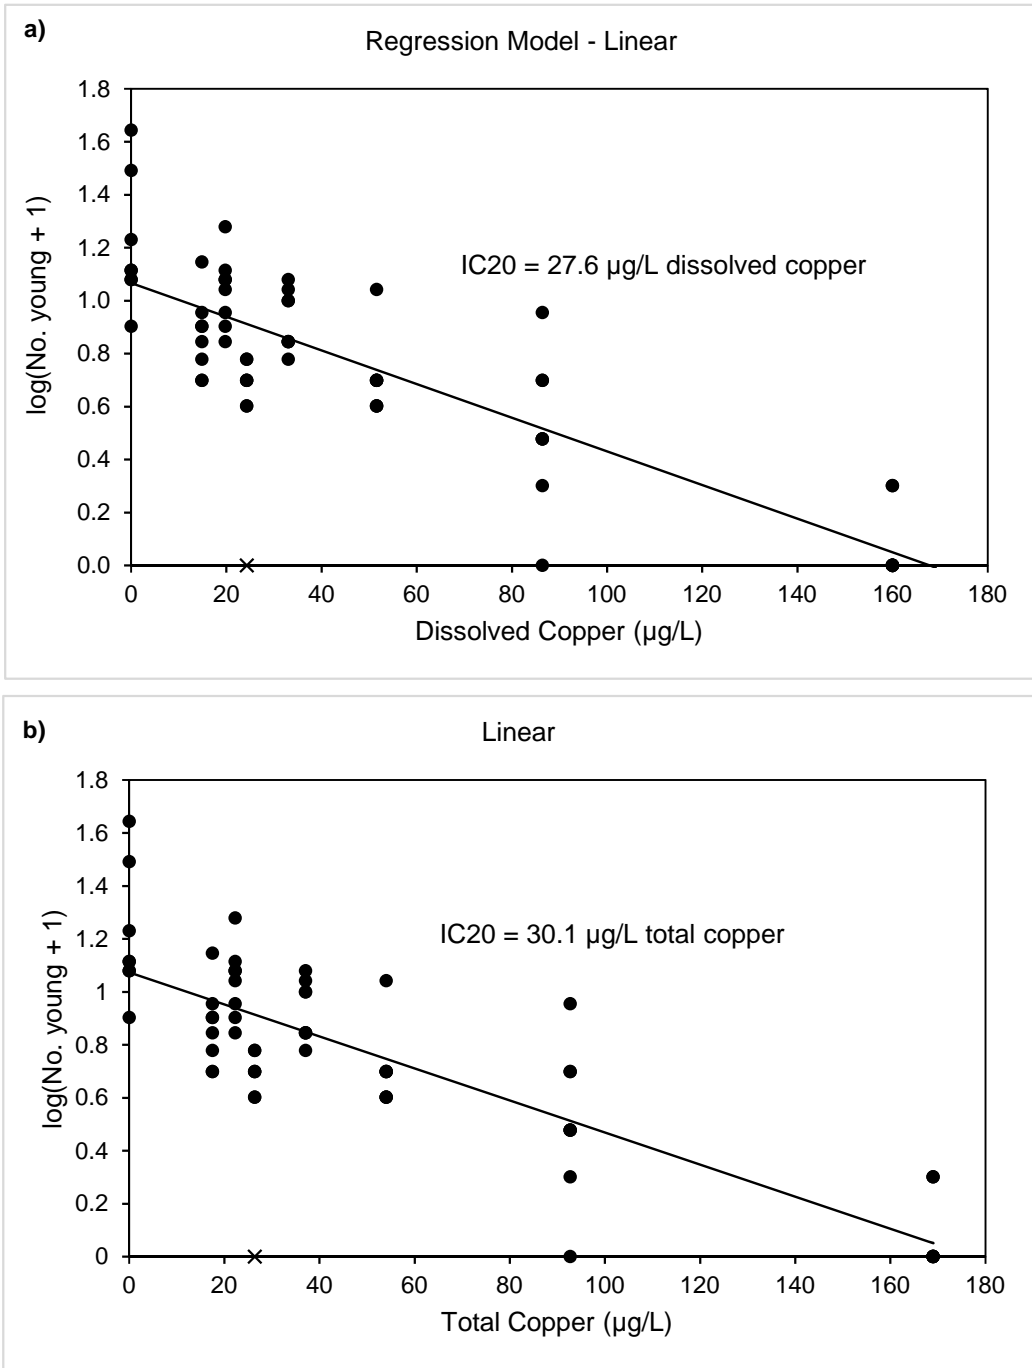 a)
Regression Model - Linear
1.8
1.6
1.4
1.2
1.0
0.8
0.6
0.4
0.2
0.0
log(No. young + 1)
IC20 = 27.6 µg/L dissolved copper
0 20 40 60 80 100 120 140 160 180
Dissolved Copper (µg/L)
b)
Linear
1.8
1.6
1.4
1.2
1
0.8
0.6
0.4
0.2
0
log(No. young + 1)
IC20 = 30.1 µg/L total copper
0 20 40 60 80 100 120 140 160 180
Total Copper (µg/L)